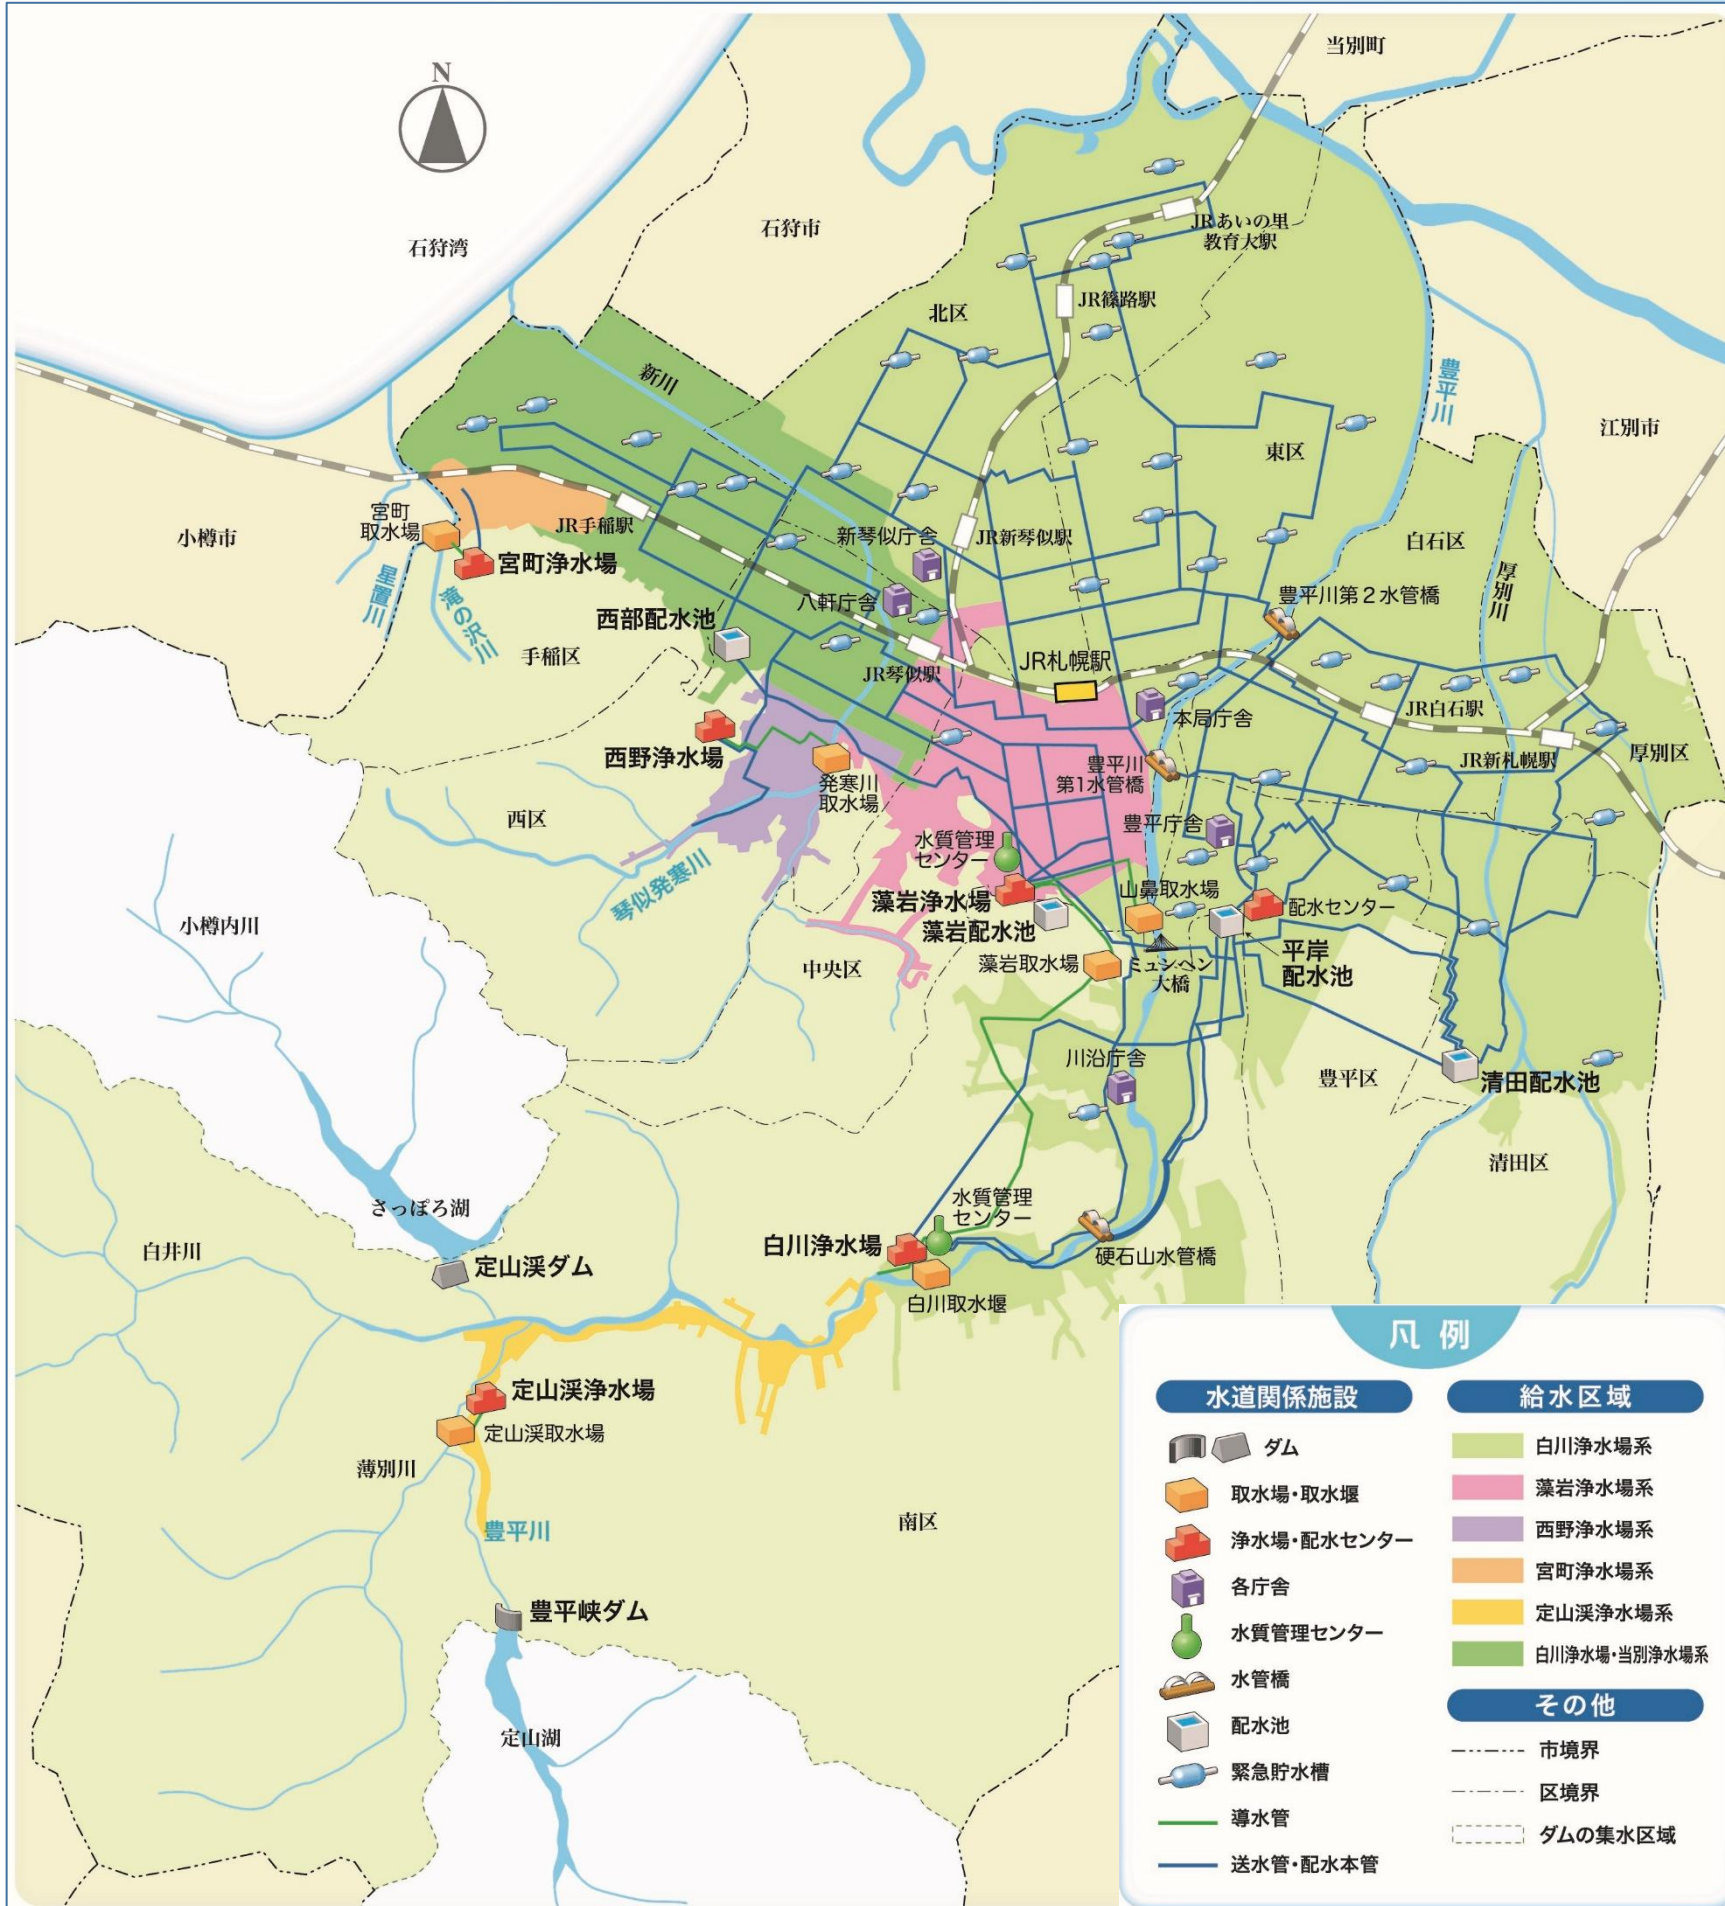 N
当別町
石狩市
石狩湾
JRあいの里
教育大駅
北区
JR篠路駅
新川
豊平川
江別市
東区
小樽市
宮町
取水場
JR手稲駅
新琴似庁舎
JR新琴似駅
白石区
宮町浄水場
星置川
滝の沢川
厚別川
八軒庁舎
豊平川第2水管橋
西部配水池
手稲区
JR琴似駅
JR札幌駅
本局庁舎
JR白石駅
西野浄水場
発寒川
取水場
豊平川
第1水管橋
JR新札幌駅
厚別区
西区
豊平庁舎
水質管理
センター
琴似発寒川
藻岩浄水場
藻岩配水池
山鼻取水場
配水センター
小樽内川
中央区
藻岩取水場
ミュンヘン
大橋
平岸
配水池
川沿庁舎
豊平区
清田配水池
清田区
さっぽろ湖
白井川
定山渓ダム
水質管理
センター
白川浄水場
硬石山水管橋
白川取水堰
定山渓浄水場
定山渓取水場
薄別川
豊平川
南区
豊平峡ダム
定山湖
凡例
水道関係施設
ダム
取水場・取水堰
浄水場・配水センター
各庁舎
水質管理センター
水管橋
配水池
緊急貯水槽
導水管
送水管・配水本管
給水区域
白川浄水場系
藻岩浄水場系
西野浄水場系
宮町浄水場系
定山渓浄水場系
白川浄水場・当別浄水場系
その他
市境界
区境界
ダムの集水区域